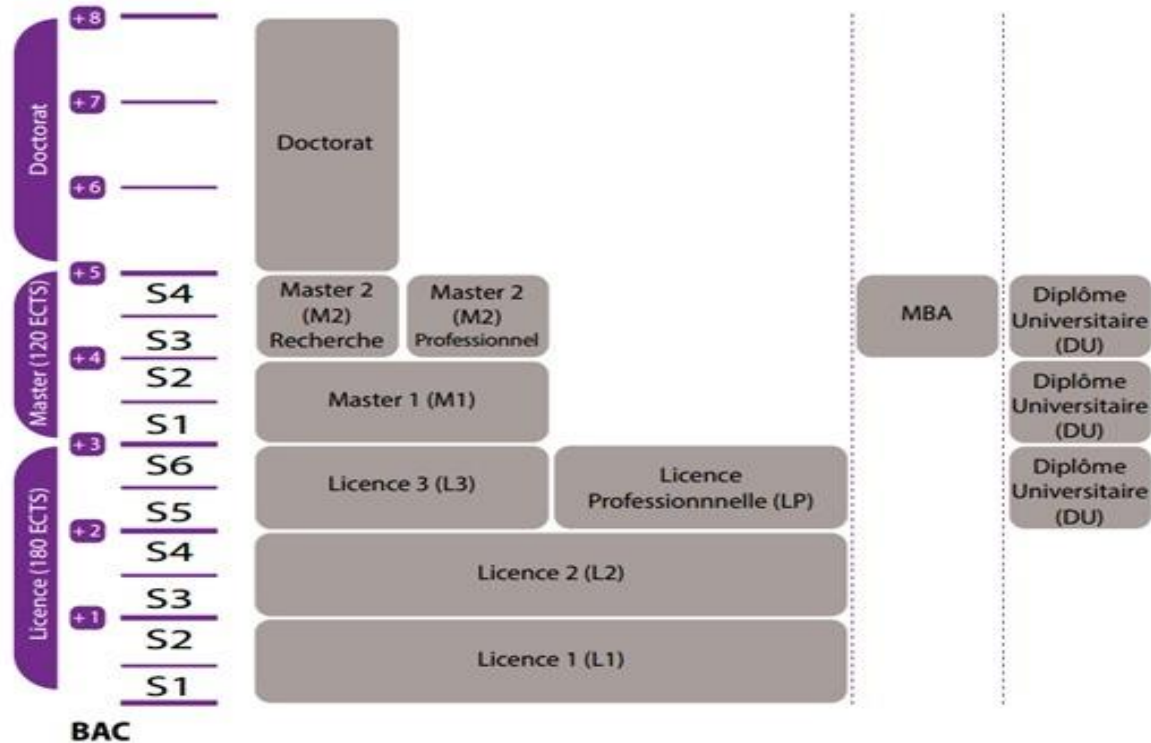 + 8
+ 7
Doctorat
Doctorat
+ 6
+ 5
S4
Master 2
(M2)
Recherche
Master 2
(M2)
Professionnel
MBA
Diplôme
Universitaire
(DU)
S3
+ 4
Master (120 ECTS)
S2
Master 1 (M1)
Diplôme
Universitaire
(DU)
S1
+ 3
S6
Licence 3 (L3)
Licence
Professionnnelle (LP)
Diplôme
Universitaire
(DU)
S5
+ 2
Licence (180 ECTS)
S4
Licence 2 (L2)
S3
+ 1
S2
Licence 1 (L1)
S1
BAC